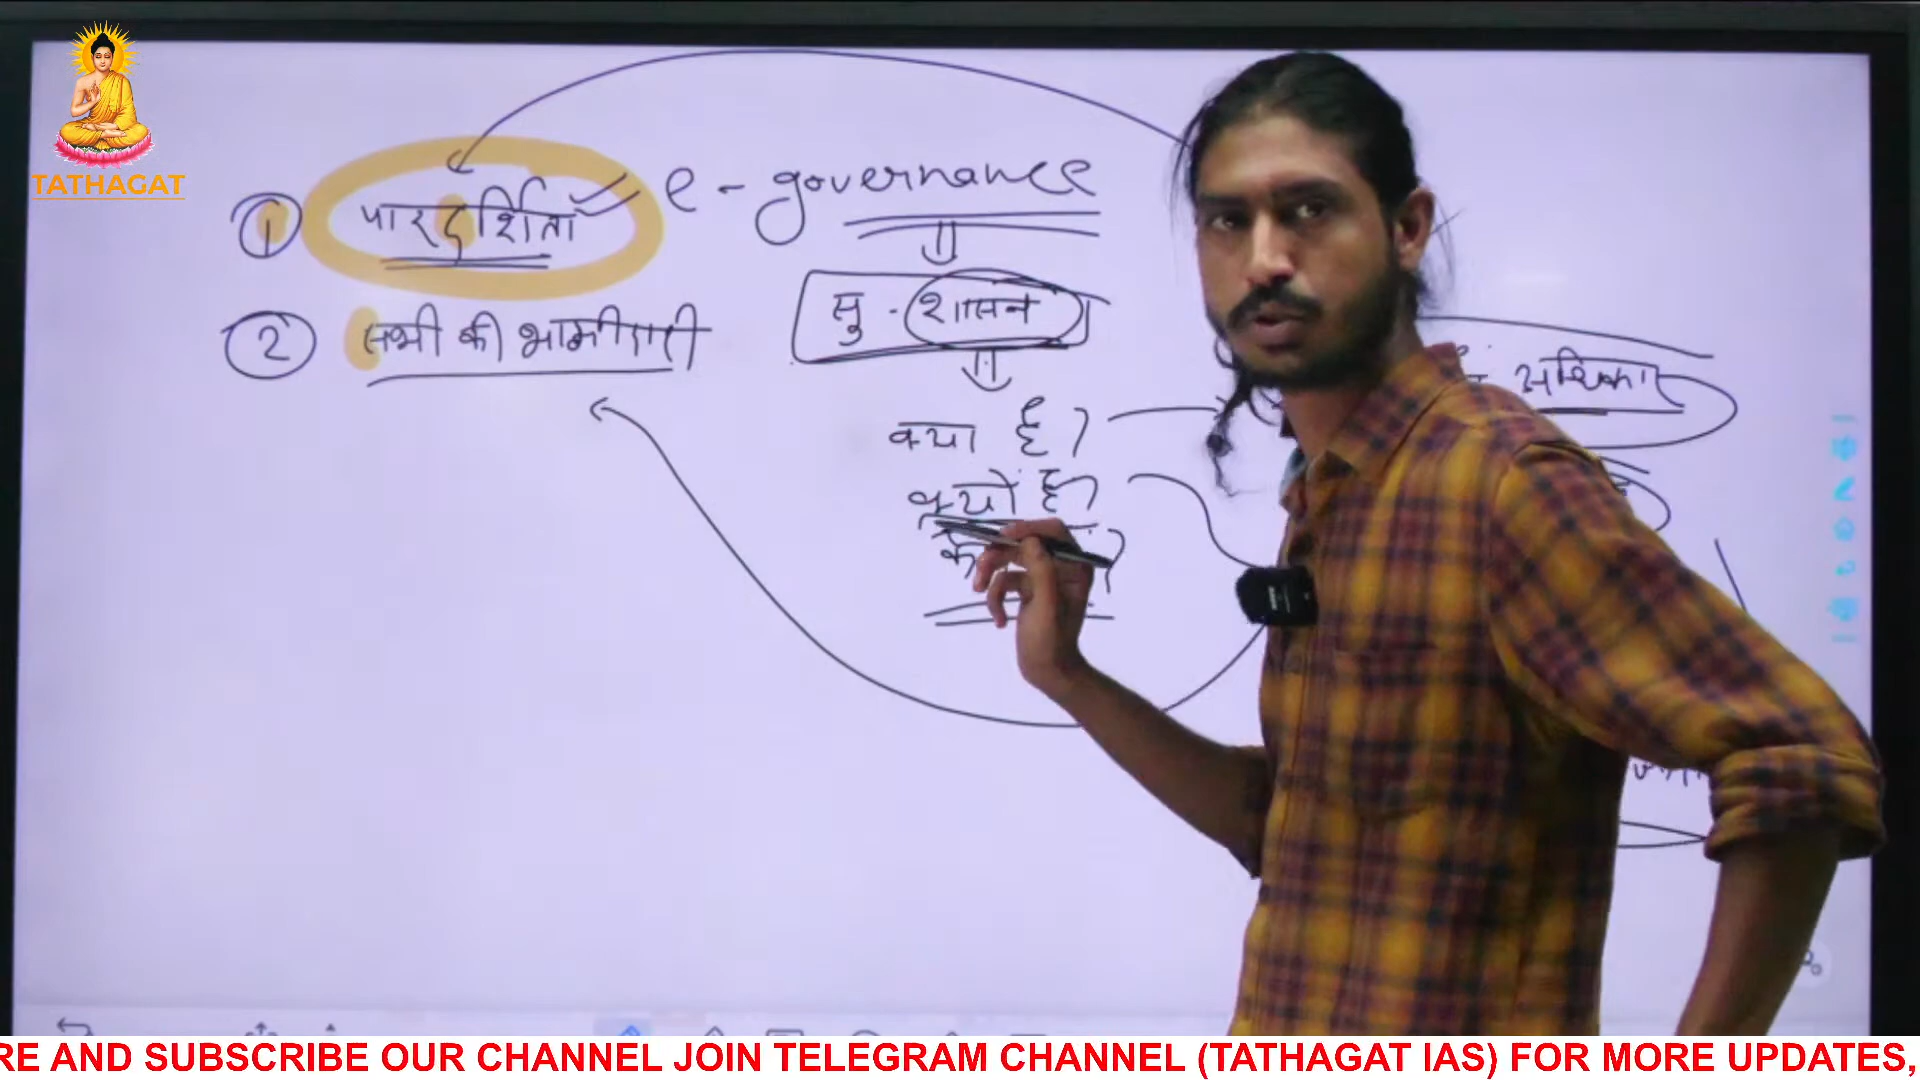 TATHAGAT
① पारदर्शिता e-governance
② सभी की भागीदारी
सु-शासन
अधिकार
क्या है?
क्यों है?
RE AND SUBSCRIBE OUR CHANNEL JOIN TELEGRAM CHANNEL (TATHAGAT IAS) FOR MORE UPDATES,